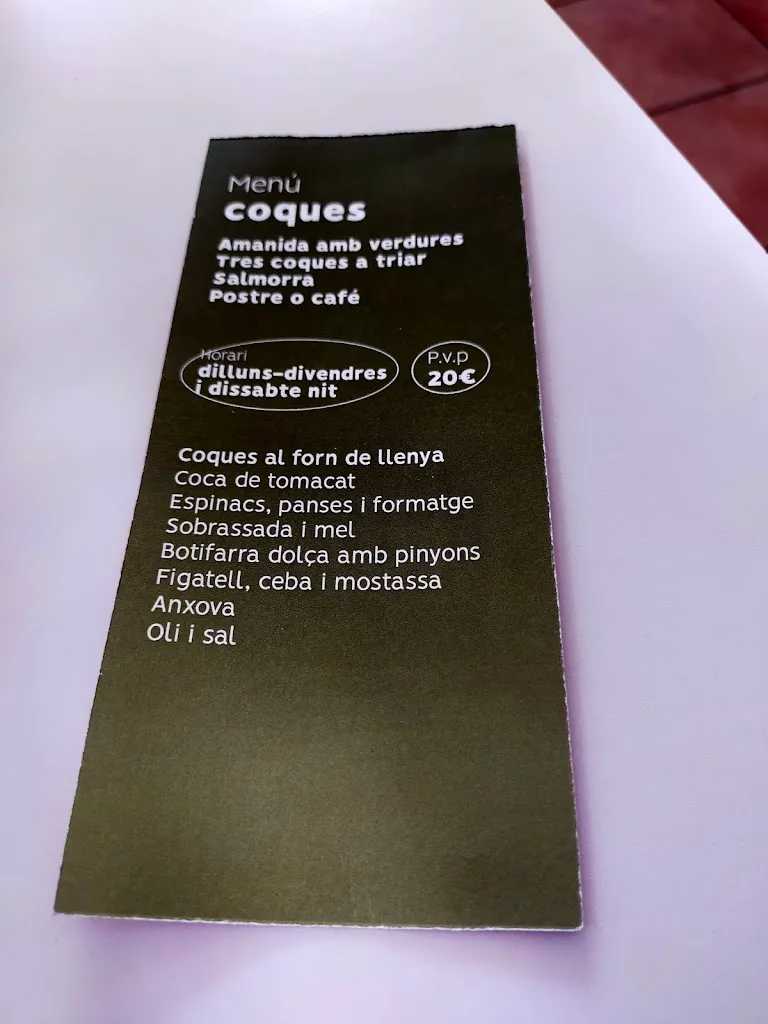 Menú
coques
Amanida amb verdures
Tres coques a triar
Salmorra
Postre o café
Horari
dilluns-divendres
i dissabte nit
P.v.p
20€
Coques al forn de llenya
Coca de tomacat
Espinacs, panses i formatge
Sobrassada i mel
Botifarra dolça amb pinyons
Figatell, ceba i mostassa
Anxova
Oli i sal